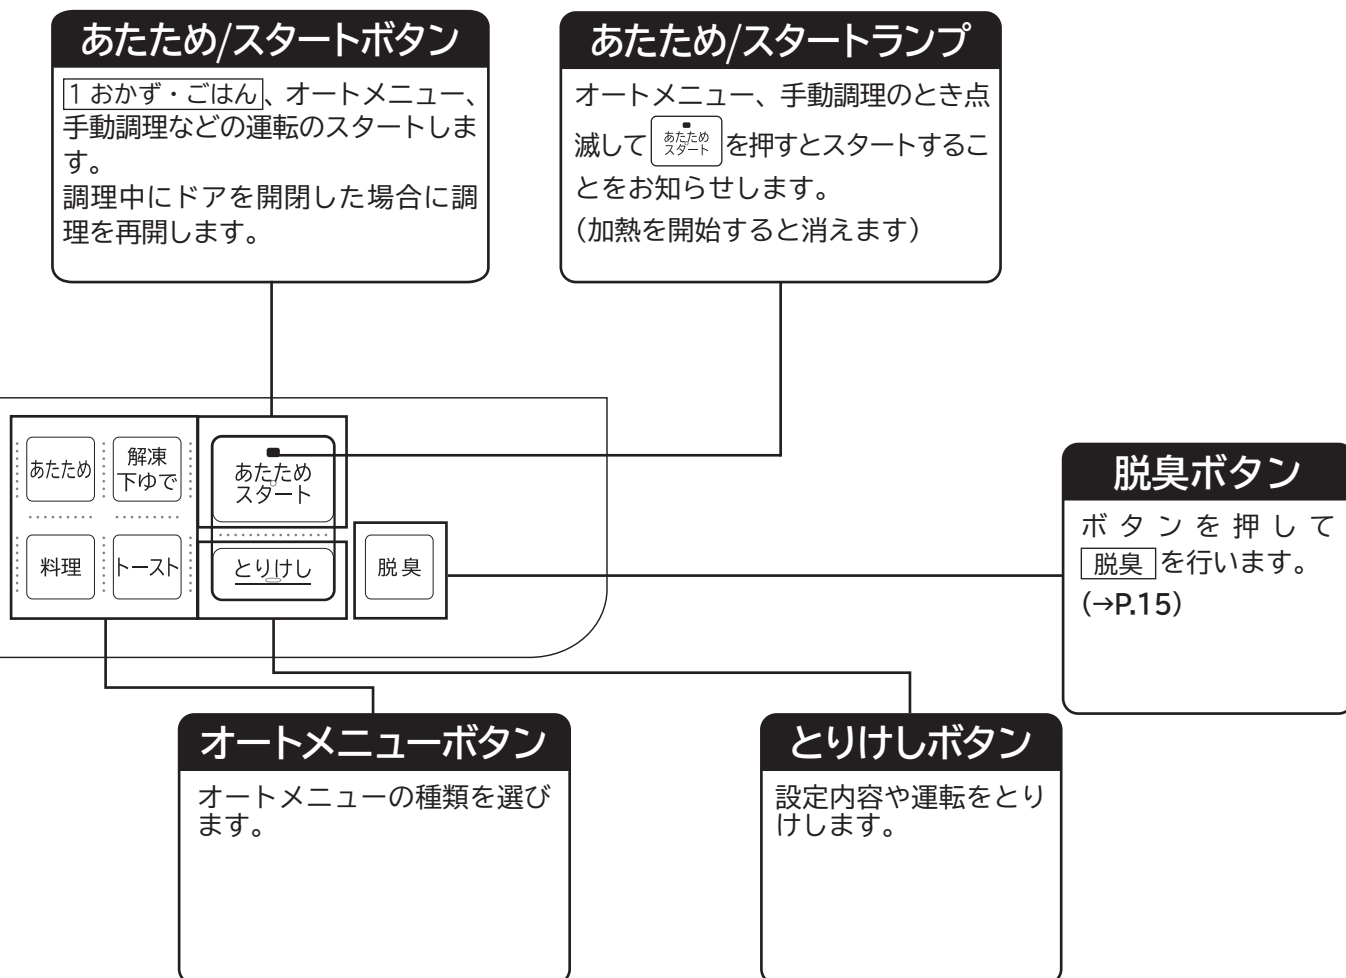 あたため/スタートボタン
1 おかず・ごはん、オートメニュー、
手動調理などの運転のスタートしま
す。
調理中にドアを開閉した場合に調
理を再開します。
あたため/スタートランプ
オートメニュー、手動調理のとき点
滅して あたため スタート を押すとスタートするこ
とをお知らせします。
(加熱を開始すると消えます)
あたため
解凍
下ゆで
あたため
スタート
料理
トースト
とりけし
脱臭
脱臭ボタン
ボタンを押して
脱臭 を行います。
(→P.15)
オートメニューボタン
オートメニューの種類を選び
ます。
とりけしボタン
設定内容や運転をとり
けします。